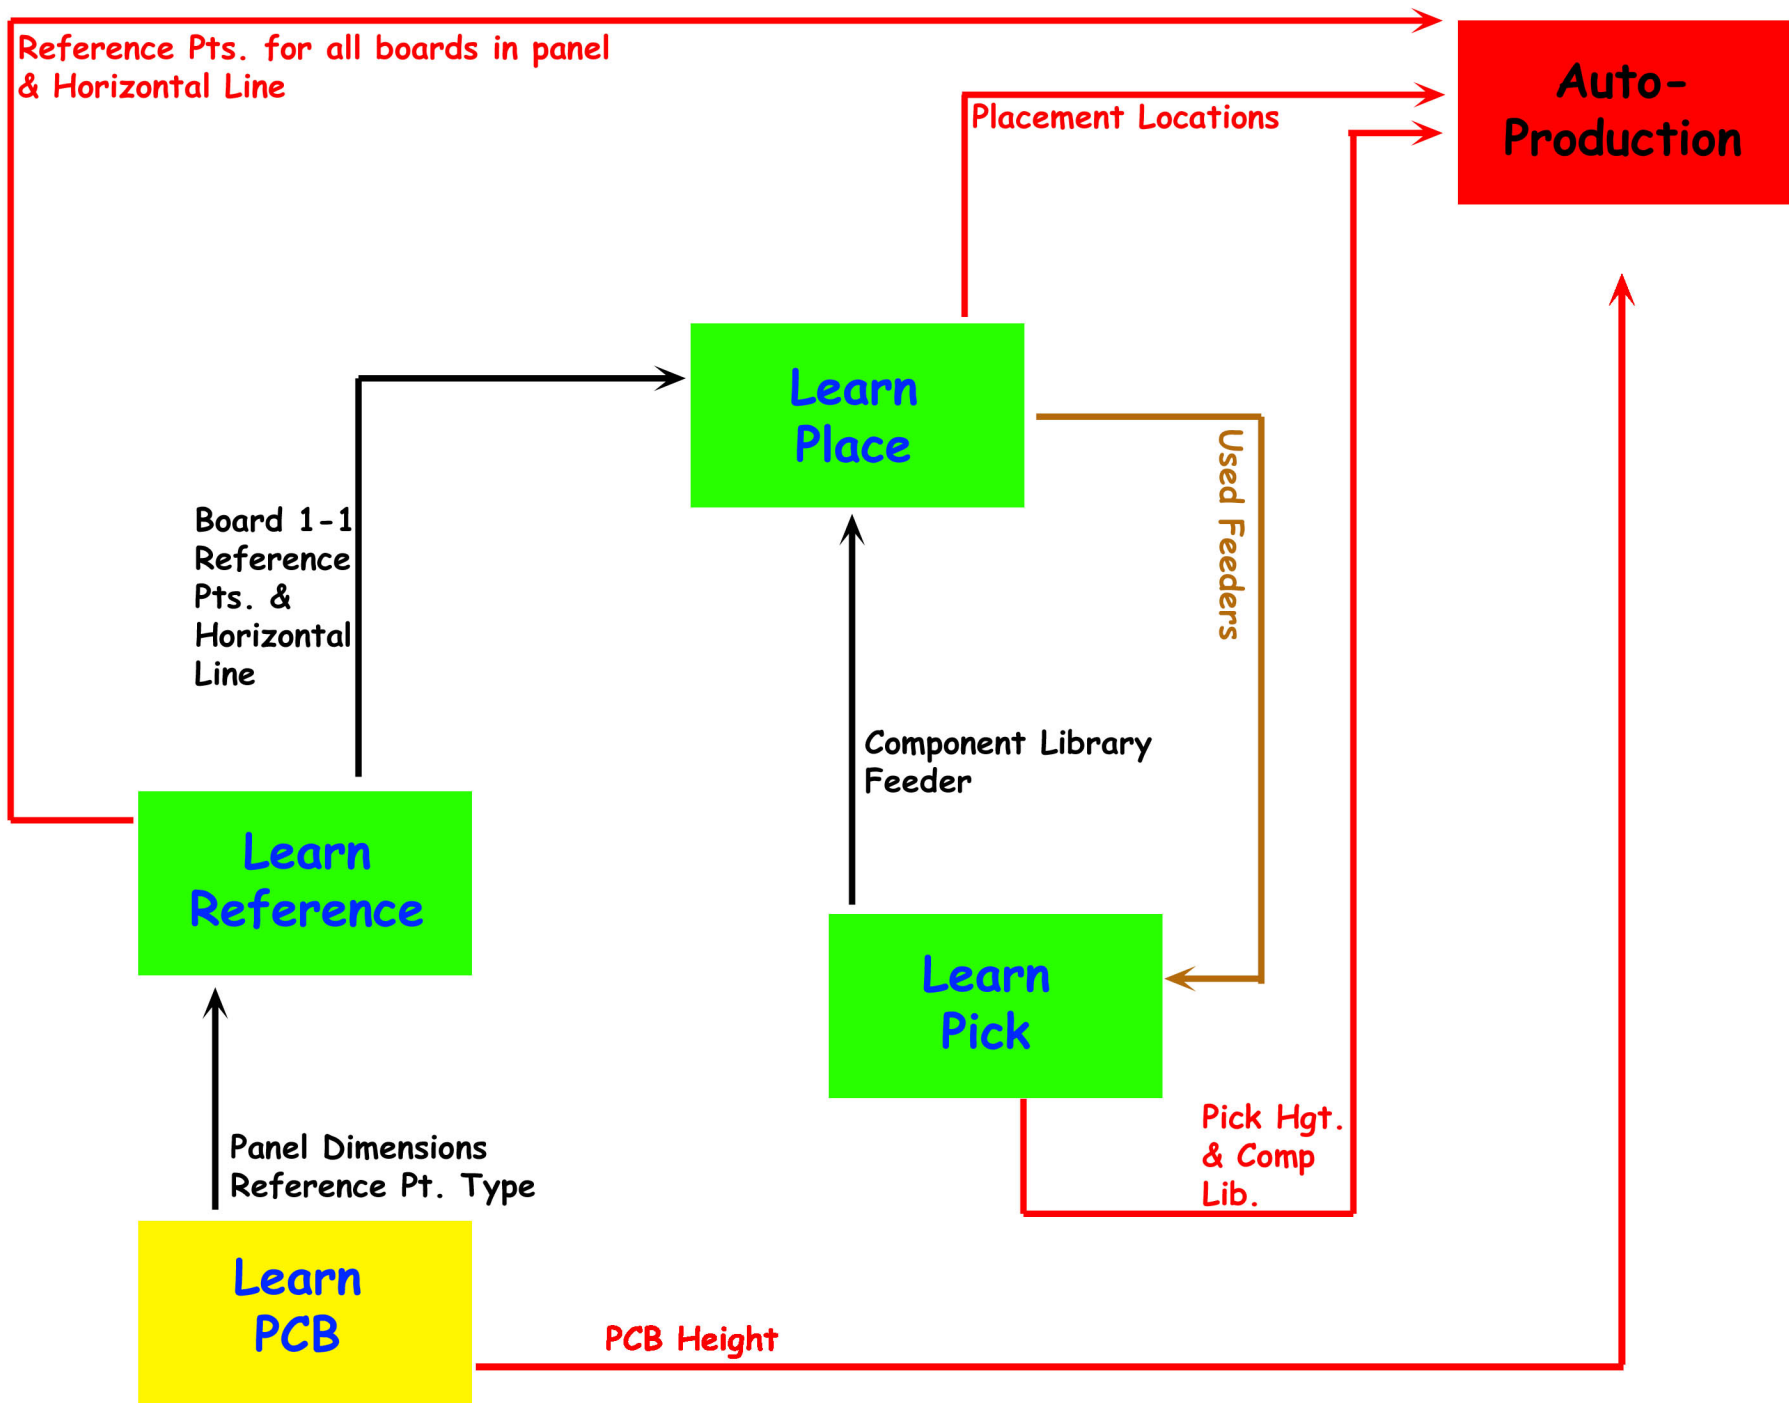 Reference Pts. for all boards in panel
& Horizontal Line
Auto-
Production
Placement Locations
Learn
Place
Used Feeders
Board 1-1
Reference
Pts. &
Horizontal
Line
Component Library
Feeder
Learn
Reference
Learn
Pick
Pick Hgt.
& Comp
Lib.
Panel Dimensions
Reference Pt. Type
Learn
PCB
PCB Height